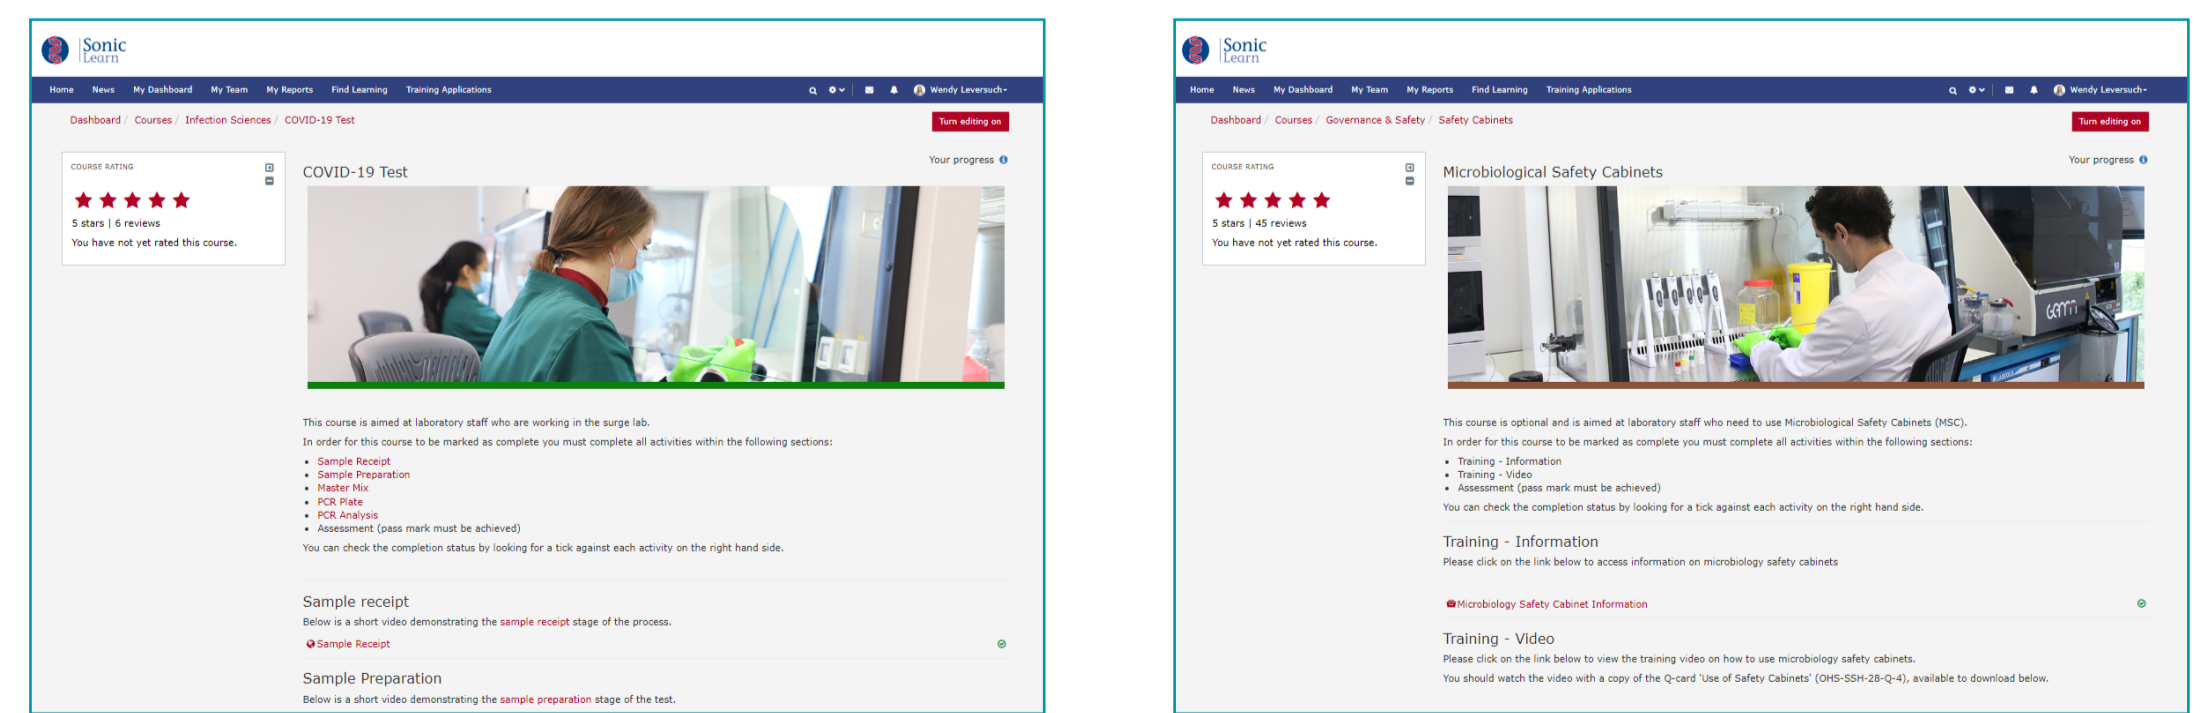 Sonic
Learn
Home News My Dashboard My Team My Reports Find Learning Training Applications Wendy Leversuch
Dashboard / Courses / Infection Sciences / COVID-19 Test
Turn editing on
COURSE RATING
5 stars | 6 reviews
You have not yet rated this course.
Your progress
COVID-19 Test
This course is aimed at laboratory staff who are working in the surge lab.
In order for this course to be marked as complete you must complete all activities within the following sections:
• Sample Receipt
• Sample Preparation
• Master Mix
• PCR Plate
• PCR Analysis
• Assessment (pass mark must be achieved)
You can check the completion status by looking for a tick against each activity on the right hand side.
Sample receipt
Below is a short video demonstrating the sample receipt stage of the process.
Sample Receipt
Sample Preparation
Below is a short video demonstrating the sample preparation stage of the test.
Sonic
Learn
Home News My Dashboard My Team My Reports Find Learning Training Applications Wendy Leversuch
Dashboard / Courses / Governance & Safety / Safety Cabinets
Turn editing on
COURSE RATING
5 stars | 45 reviews
You have not yet rated this course.
Your progress
Microbiological Safety Cabinets
This course is optional and is aimed at laboratory staff who need to use Microbiological Safety Cabinets (MSC).
In order for this course to be marked as complete you must complete all activities within the following sections:
• Training - Information
• Training - Video
• Assessment (pass mark must be achieved)
You can check the completion status by looking for a tick against each activity on the right hand side.
Training - Information
Please click on the link below to access information on microbiology safety cabinets
Microbiology Safety Cabinet Information
Training - Video
Please click on the link below to view the training video on how to use microbiology safety cabinets.
You should watch the video with a copy of the Q-card 'Use of Safety Cabinets' (OHS-SSH-28-Q-4), available to download below.